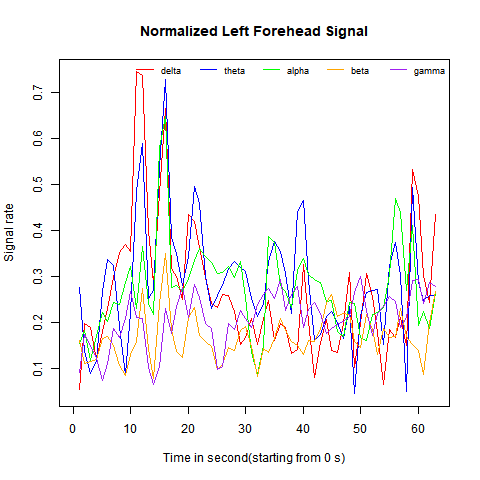 Normalized Left Forehead Signal
delta theta alpha beta gamma
Signal rate
0.7
0.6
0.5
0.4
0.3
0.2
0.1
0 10 20 30 40 50 60
Time in second(starting from 0 s)